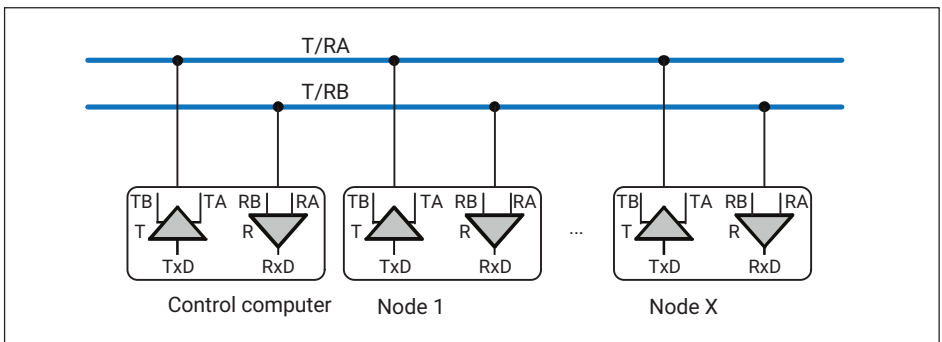 T/RA
T/RB
TB TA RB RA TB TA RB RA TB TA RB RA
T R T R ... T R
TxD RxD TxD RxD TxD RxD
Control computer Node 1 Node X